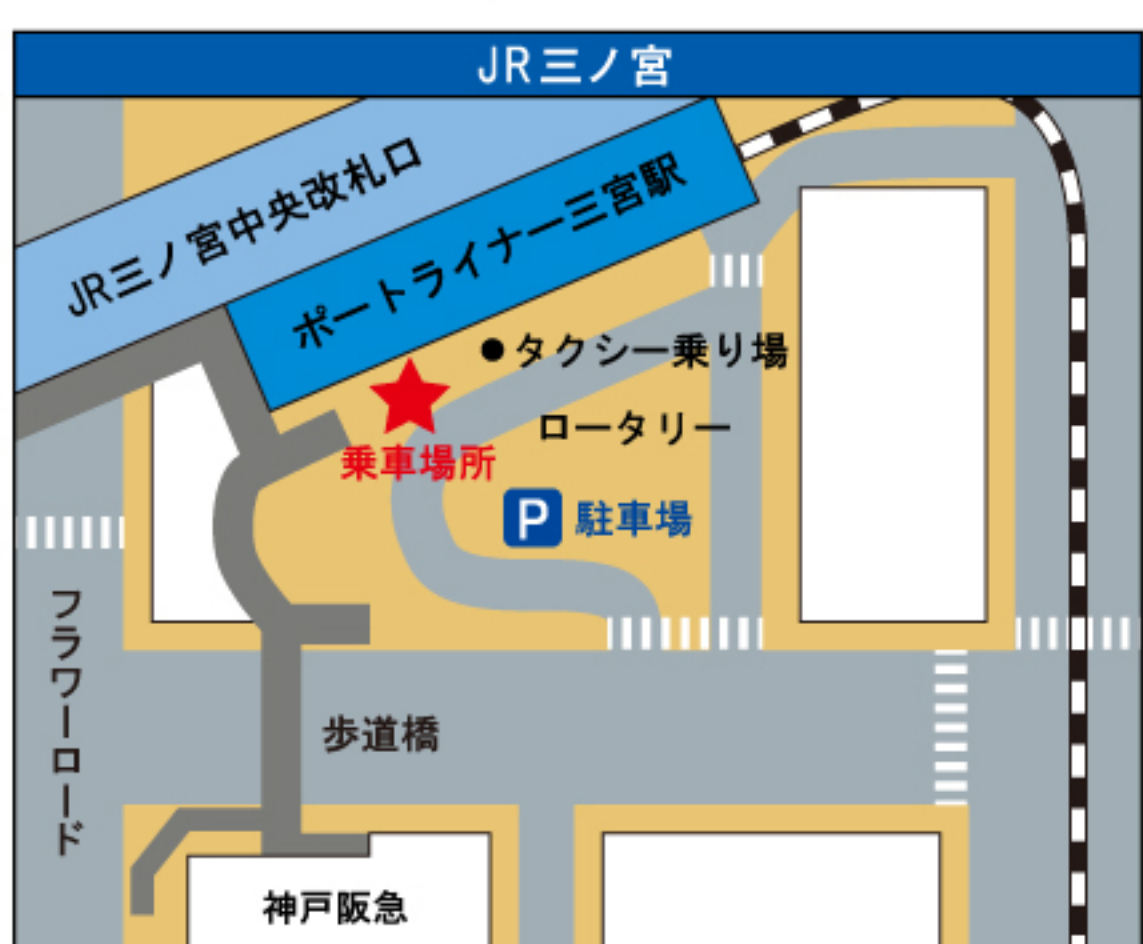 JR三ノ宮
JR三ノ宮中央改札口
ポートライナー三宮駅
●タクシー乗り場
ロータリー
乗車場所
P 駐車場
フラワーロード
歩道橋
神戸阪急